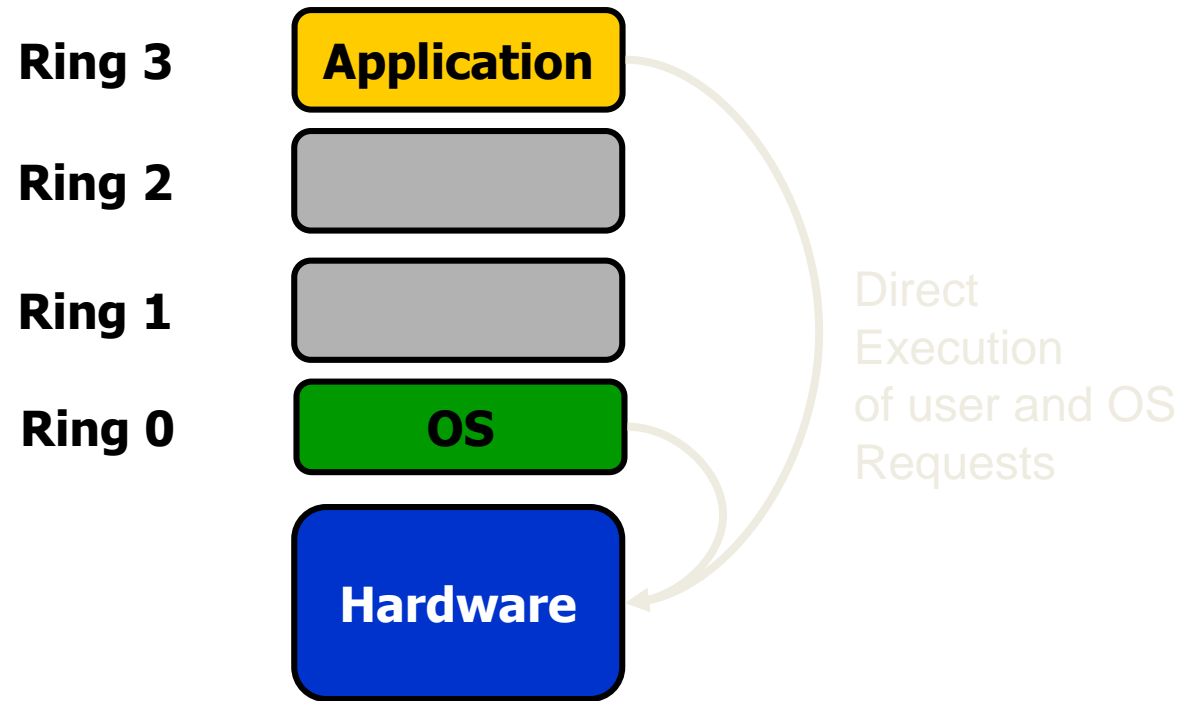 Ring 3 Application
Ring 2
Ring 1
Direct
Execution
of user and OS
Requests
Ring 0 OS
Hardware